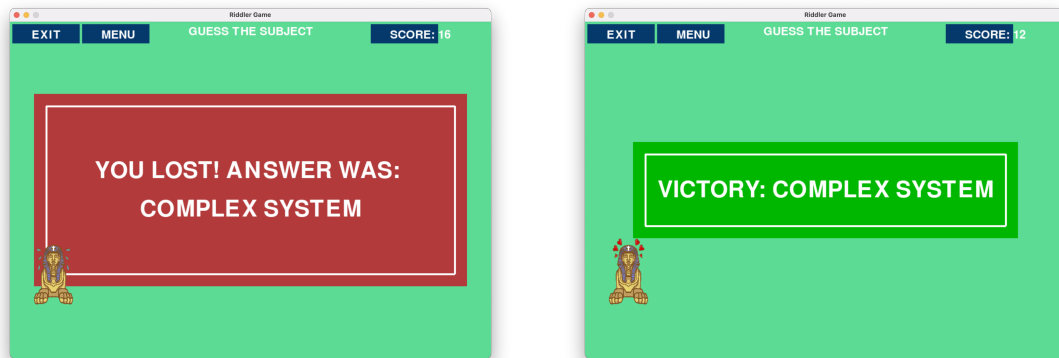 Riddler Game
EXIT MENU GUESS THE SUBJECT SCORE: 16
YOU LOST! ANSWER WAS:
COMPLEX SYSTEM
Riddler Game
EXIT MENU GUESS THE SUBJECT SCORE: 12
VICTORY: COMPLEX SYSTEM